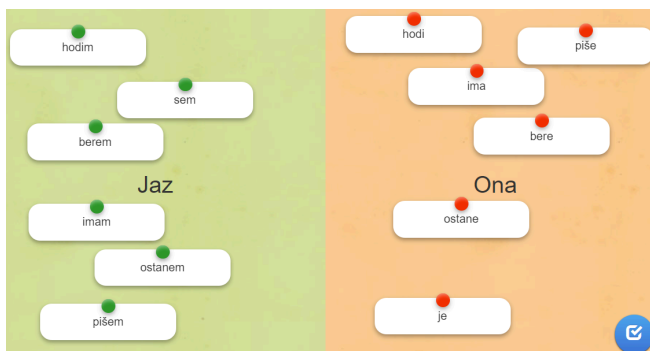 hodim
sem
berem
Jaz
imam
ostanem
pišem
hodi
piše
ima
bere
Ona
ostane
je